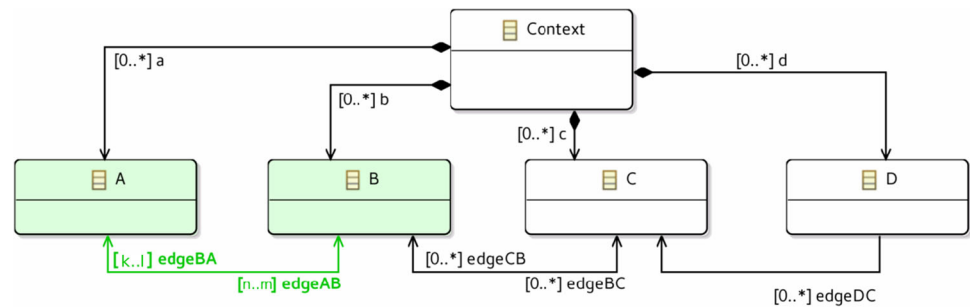 Context
[0..*] a
[0..*] d
[0..*] b
[0..*] c
A
B
C
D
[k..l] edgeBA
[0..*] edgeCB
[n..m] edgeAB
[0..*] edgeBC
[0..*] edgeDC